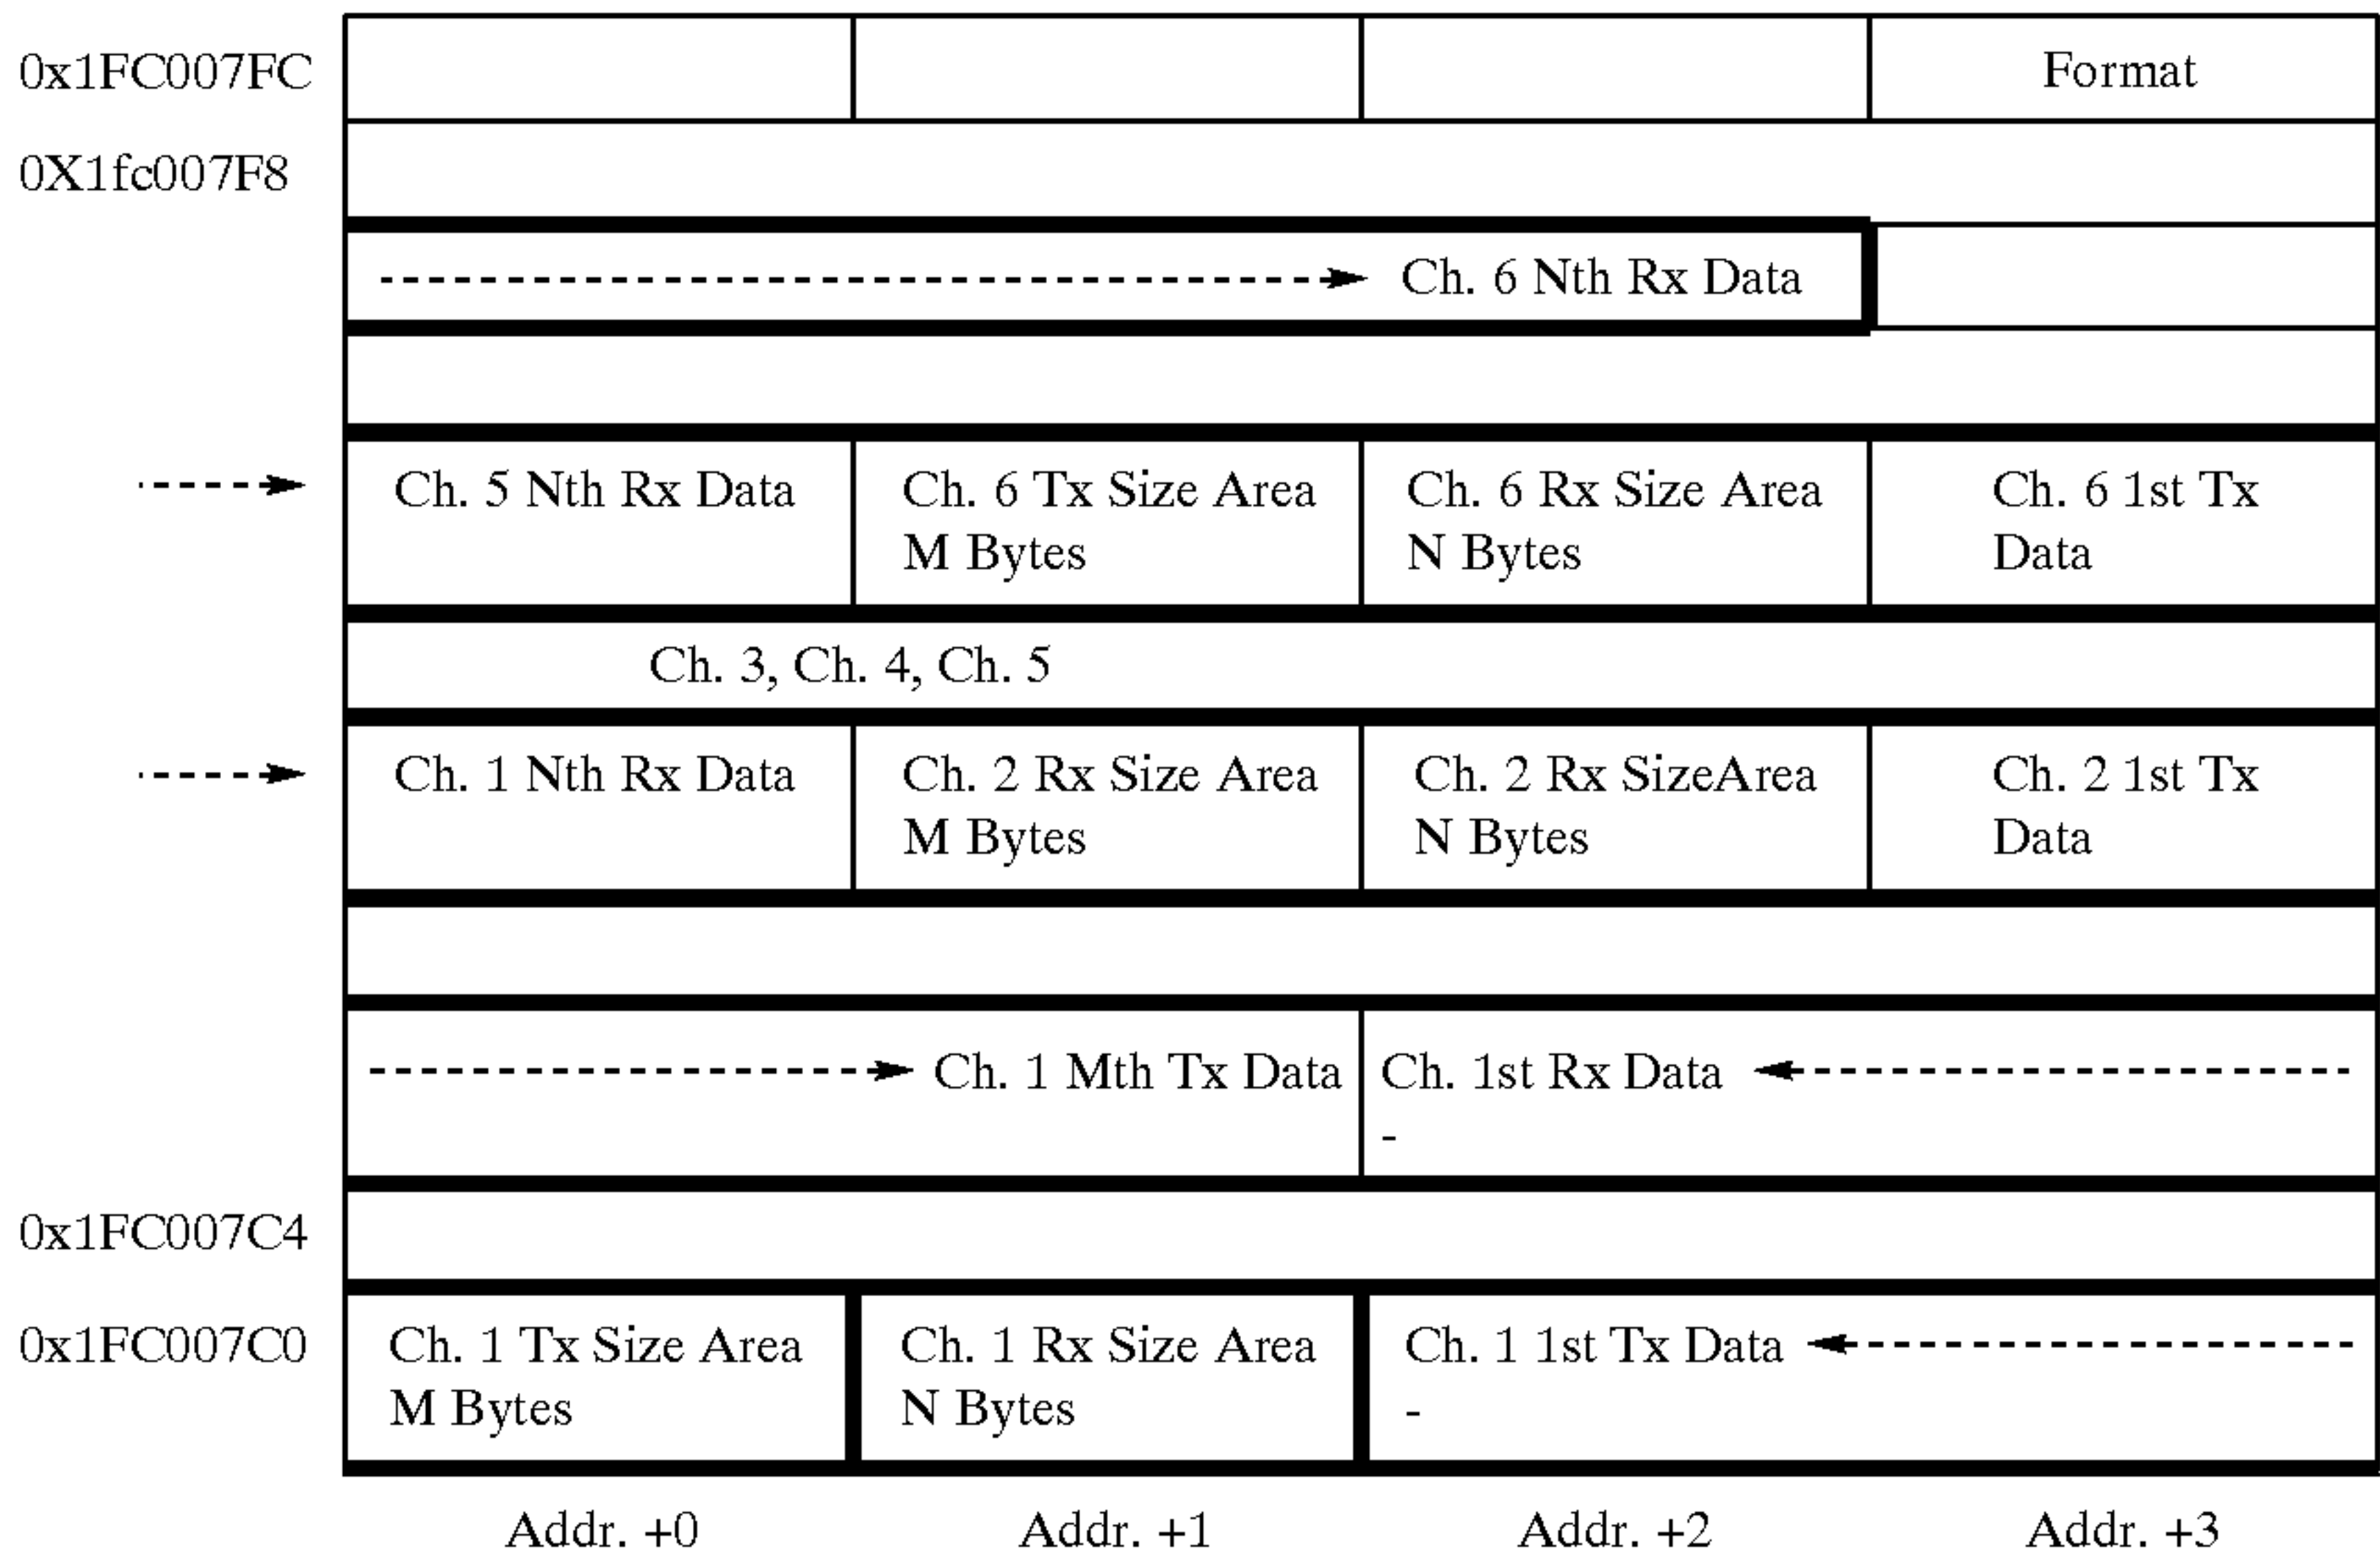 0x1FC007FC
Format
0X1fc007F8
Ch. 6 Nth Rx Data
Ch. 5 Nth Rx Data
Ch. 6 Tx Size Area
M Bytes
Ch. 6 Rx Size Area
N Bytes
Ch. 6 1st Tx
Data
Ch. 3, Ch. 4, Ch. 5
Ch. 1 Nth Rx Data
Ch. 2 Rx Size Area
M Bytes
Ch. 2 Rx SizeArea
N Bytes
Ch. 2 1st Tx
Data
Ch. 1 Mth Tx Data
Ch. 1st Rx Data
-
0x1FC007C4
0x1FC007C0
Ch. 1 Tx Size Area
M Bytes
Ch. 1 Rx Size Area
N Bytes
Ch. 1 1st Tx Data
-
Addr. +0
Addr. +1
Addr. +2
Addr. +3